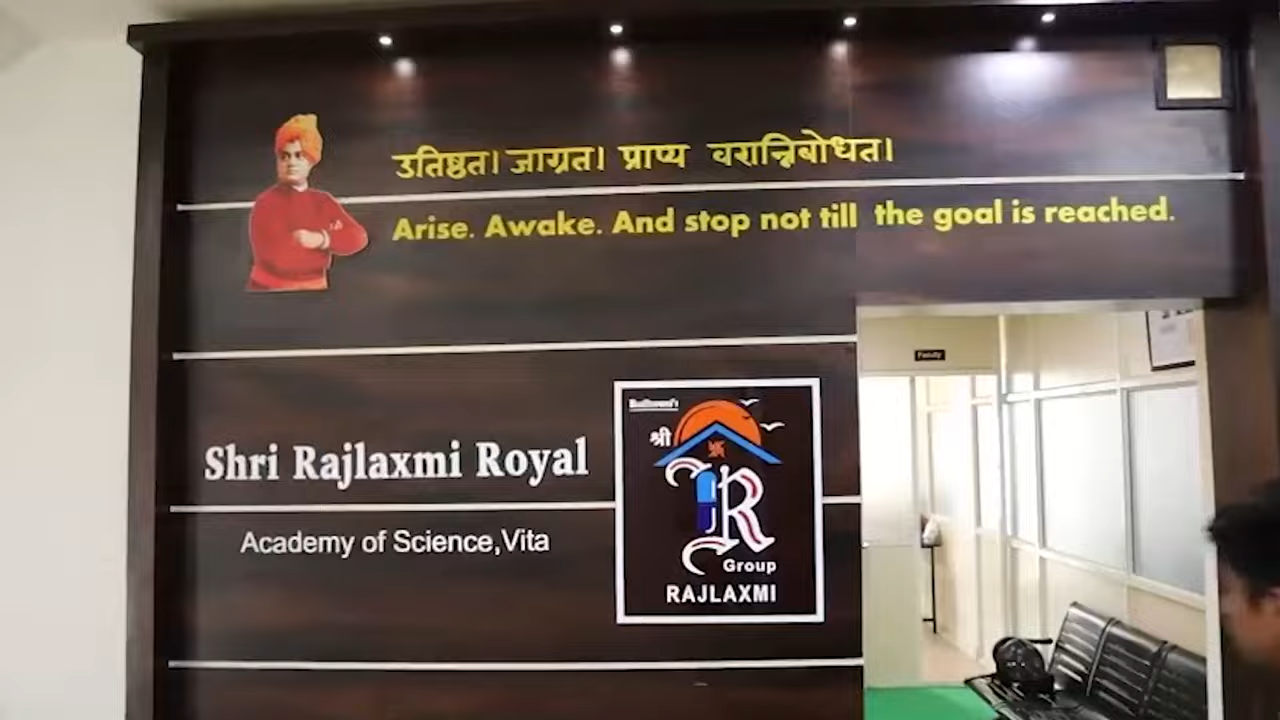 उतिष्ठत। जाग्रत। प्राप्य वरान्निबोधत।
Arise. Awake. And stop not till the goal is reached.
Shri Rajlaxmi Royal
Academy of Science,Vita
श्री
R
Group
RAJLAXMI
Faculty